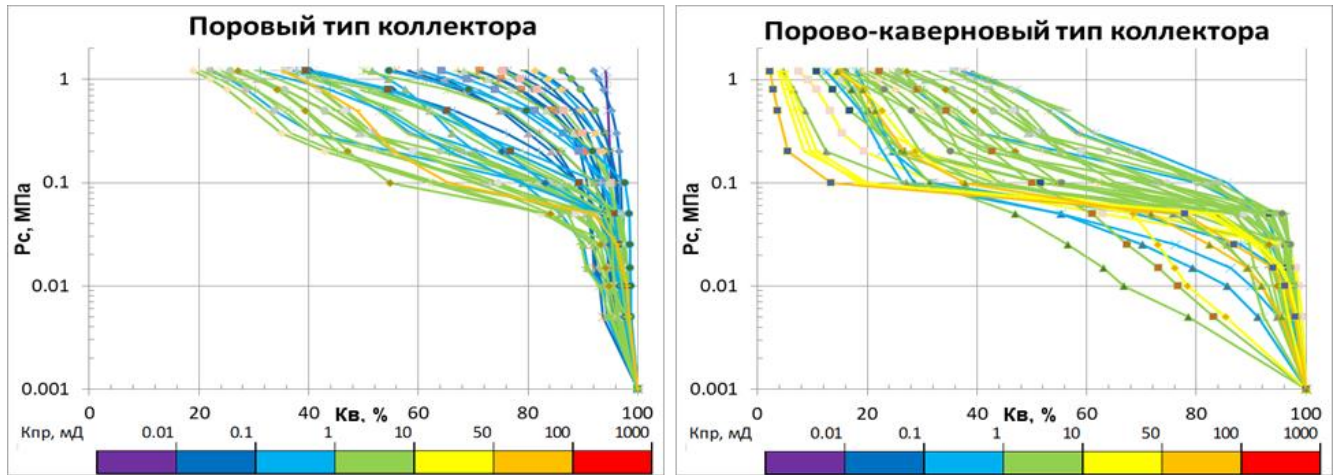 Поровый тип коллектора
Рс, МПа
1
0.1
0.01
0.001
0 20 40 60 80 100
Кв, %
Кпр, мД 0.01 0.1 1 10 50 100 1000
Порово-каверновый тип коллектора
Рс, МПа
1
0.1
0.01
0.001
0 20 40 60 80 100
Кв, %
Кпр, мД 0.01 0.1 1 10 50 100 1000